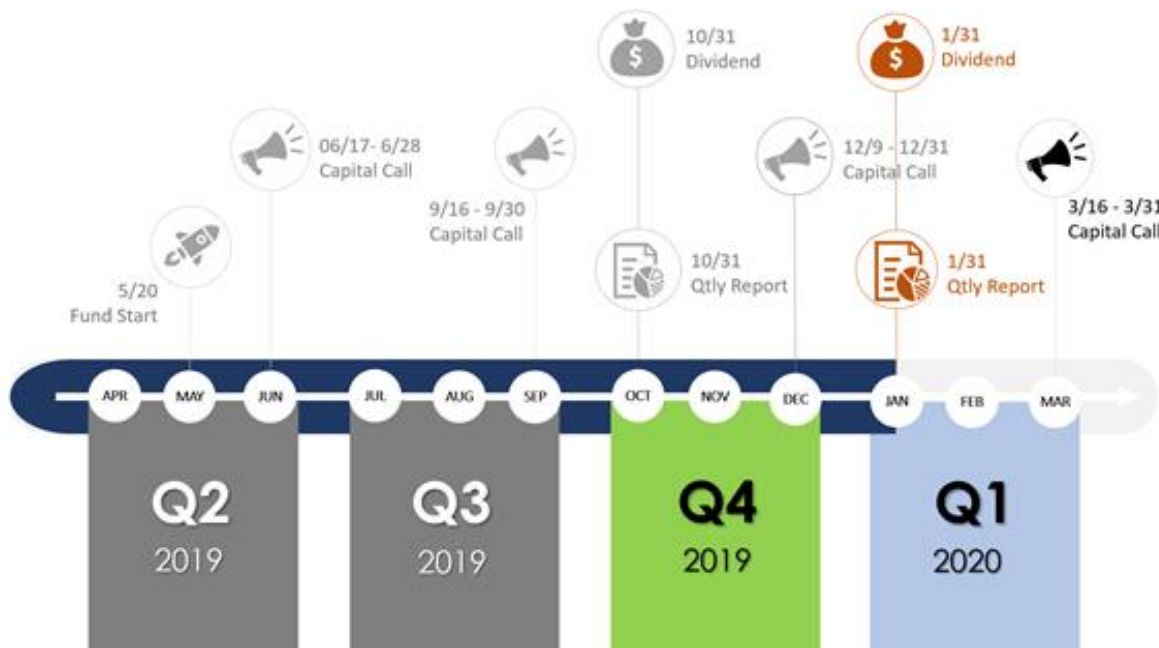 10/31
Dividend
1/31
Dividend
06/17- 6/28
Capital Call
12/9 - 12/31
Capital Call
9/16 - 9/30
Capital Call
3/16 - 3/31
Capital Call
10/31
Qtly Report
1/31
Qtly Report
5/20
Fund Start
APR
MAY
JUN
JUL
AUG
SEP
OCT
NOV
DEC
JAN
FEB
MAR
Q2
2019
Q3
2019
Q4
2019
Q1
2020